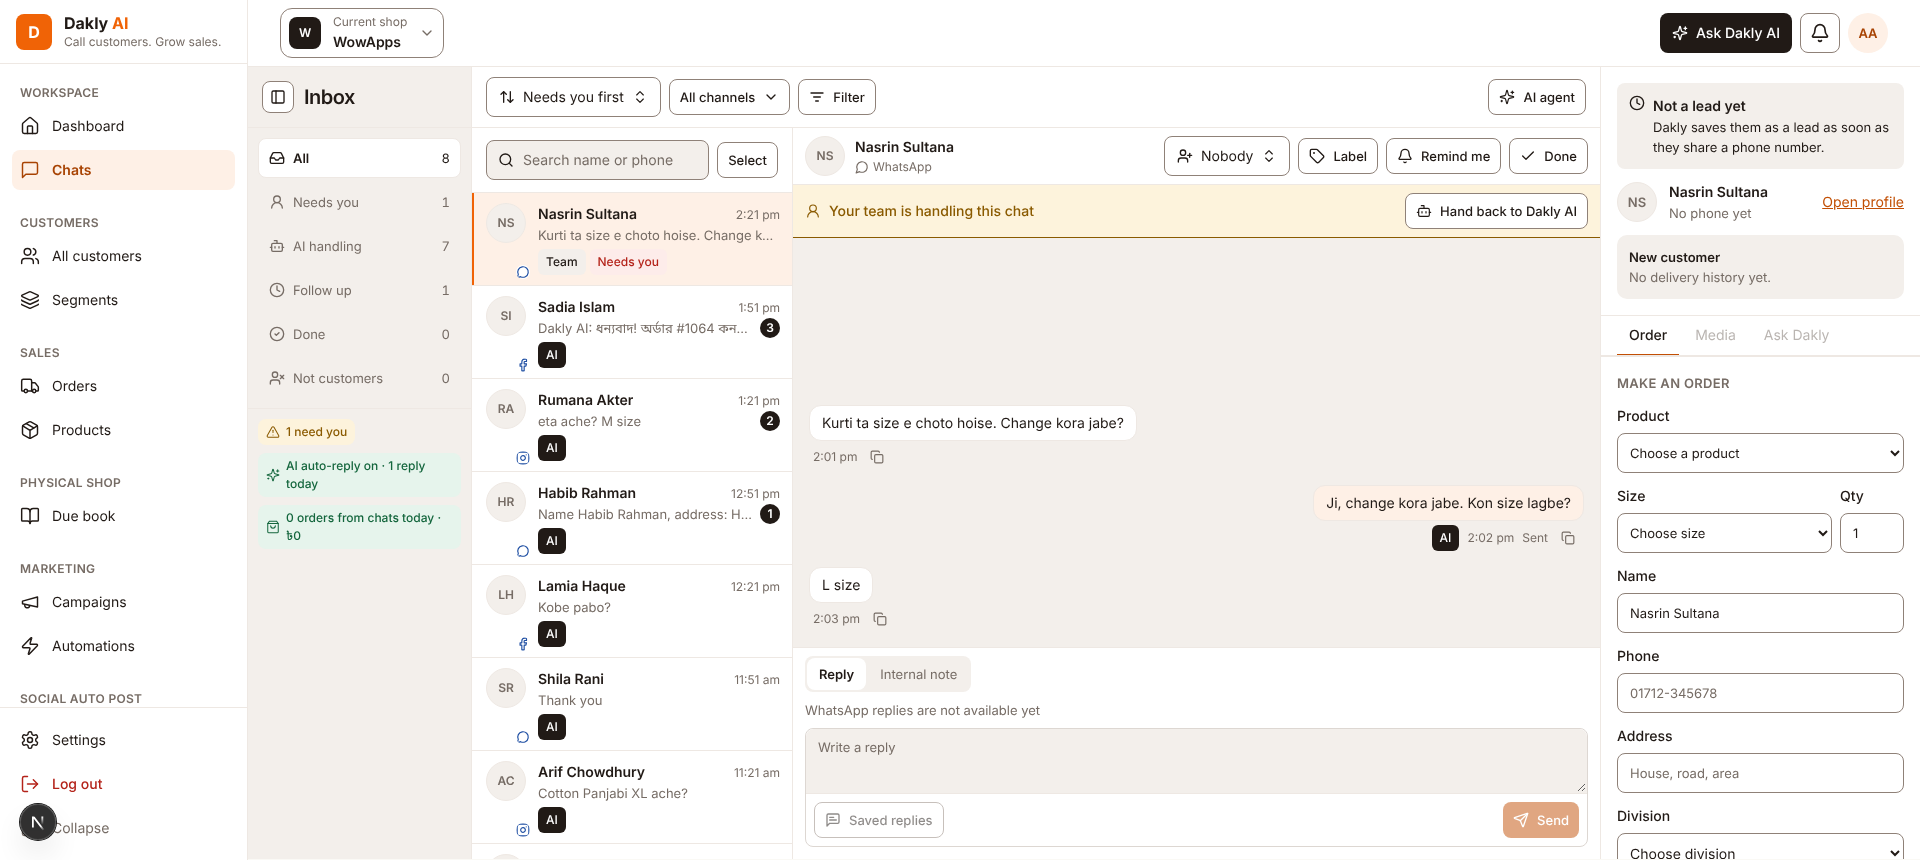 D
Dakly AI
Call customers. Grow sales.
W
Current shop
WowApps
Ask Dakly AI
AA
WORKSPACE
Dashboard
Chats
CUSTOMERS
All customers
Segments
SALES
Orders
Products
PHYSICAL SHOP
Due book
MARKETING
Campaigns
Automations
SOCIAL AUTO POST
Settings
Log out
N
Collapse
Inbox
All 8
Needs you 1
AI handling 7
Follow up 1
Done 0
Not customers 0
1 need you
AI auto-reply on · 1 reply
today
0 orders from chats today ·
৳0
Needs you first
All channels
Filter
AI agent
Search name or phone
Select
NS
Nasrin Sultana 2:21 pm
Kurti ta size e choto hoise. Change k...
Team Needs you
SI
Sadia Islam 1:51 pm
Dakly AI: ধন্যবাদ! অর্ডার #1064 কন... 3
AI
RA
Rumana Akter 1:21 pm
eta ache? M size 2
AI
HR
Habib Rahman 12:51 pm
Name Habib Rahman, address: H... 1
AI
LH
Lamia Haque 12:21 pm
Kobe pabo?
AI
SR
Shila Rani 11:51 am
Thank you
AI
AC
Arif Chowdhury 11:21 am
Cotton Panjabi XL ache?
AI
NS
Nasrin Sultana
WhatsApp
Nobody
Label
Remind me
Done
Your team is handling this chat
Hand back to Dakly AI
Kurti ta size e choto hoise. Change kora jabe?
2:01 pm
Ji, change kora jabe. Kon size lagbe?
AI 2:02 pm Sent
L size
2:03 pm
Reply Internal note
WhatsApp replies are not available yet
Write a reply
Saved replies
Send
Not a lead yet
Dakly saves them as a lead as soon as
they share a phone number.
NS
Nasrin Sultana
No phone yet
Open profile
New customer
No delivery history yet.
Order Media Ask Dakly
MAKE AN ORDER
Product
Choose a product
Size Qty
Choose size 1
Name
Nasrin Sultana
Phone
01712-345678
Address
House, road, area
Division
Choose division